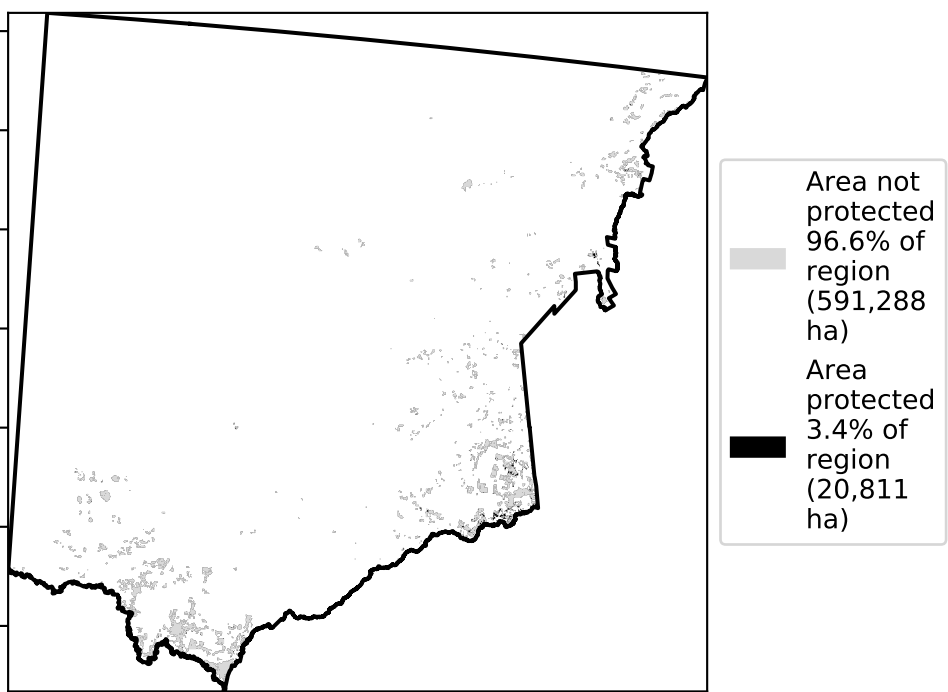 Area not
protected
96.6% of
region
(591,288
ha)
Area
protected
3.4% of
region
(20,811
ha)